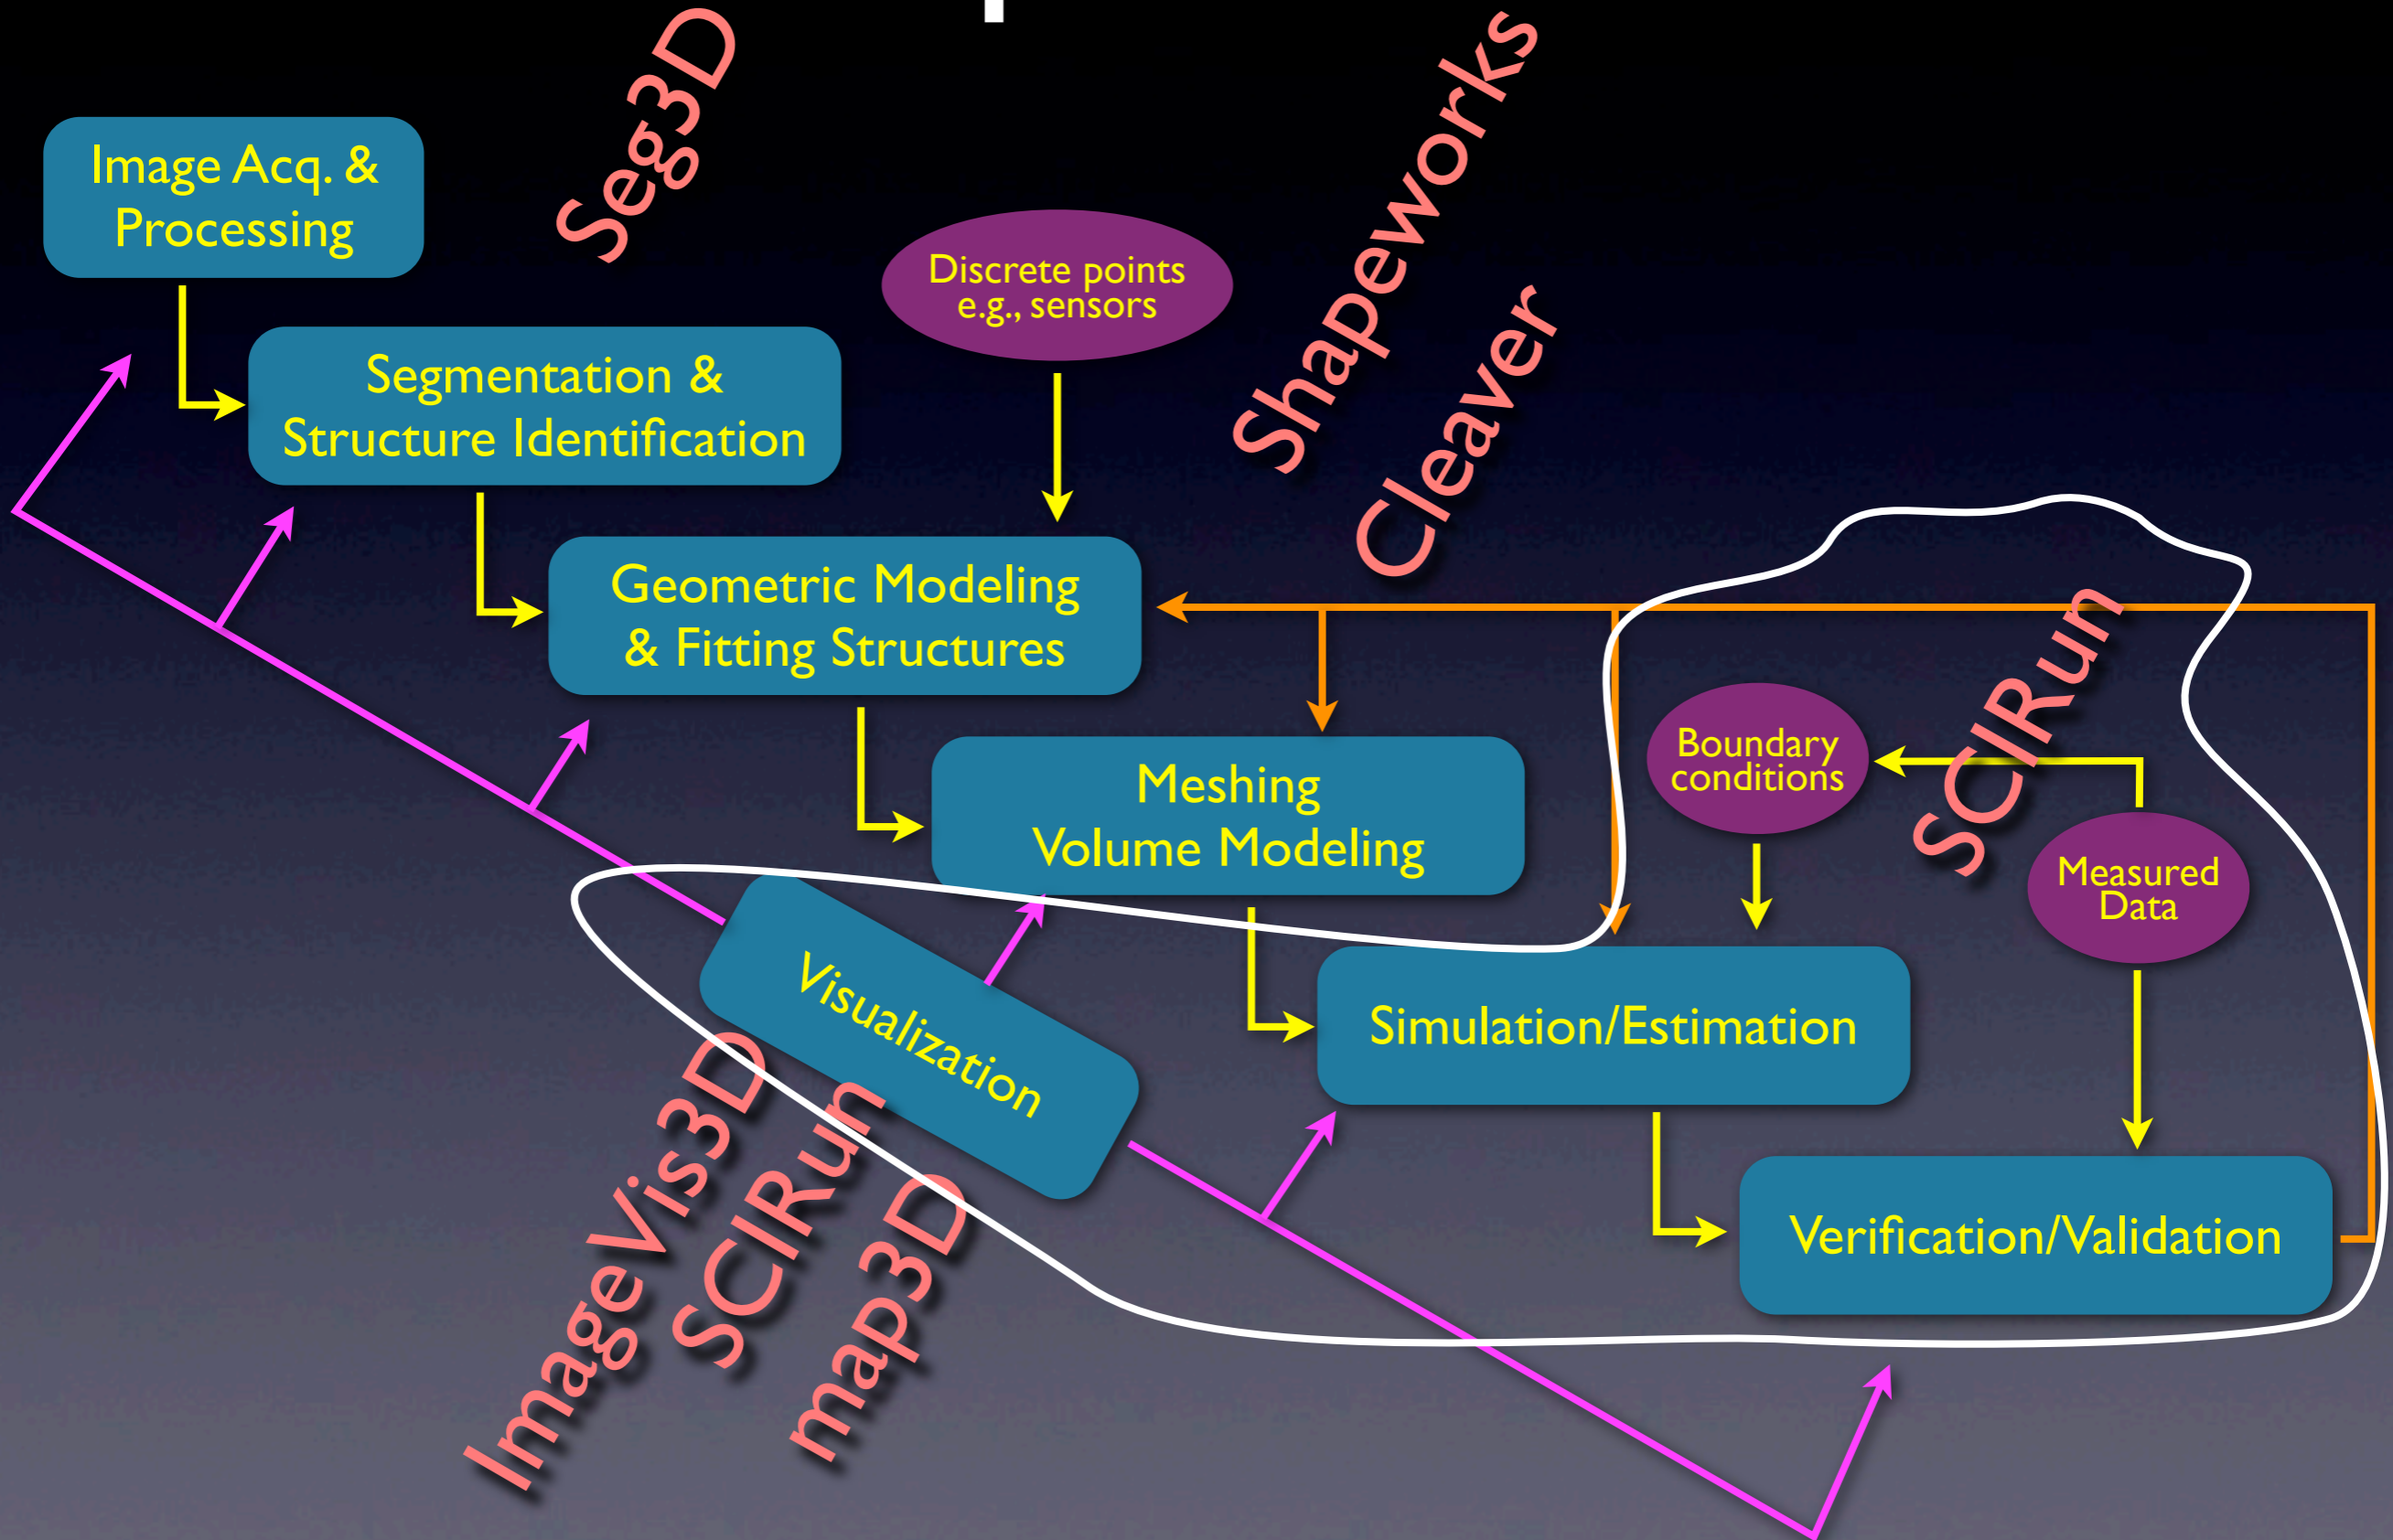 Seg3D
Shapeworks
Image Acq. &
Processing
Discrete points
e.g., sensors
Cleaver
Segmentation &
Structure Identification
Geometric Modeling
& Fitting Structures
SCIRun
Boundary
conditions
Meshing
Volume Modeling
Measured
Data
Visualization
Simulation/Estimation
Verification/Validation
ImageVis3D
SCIRun
map3D